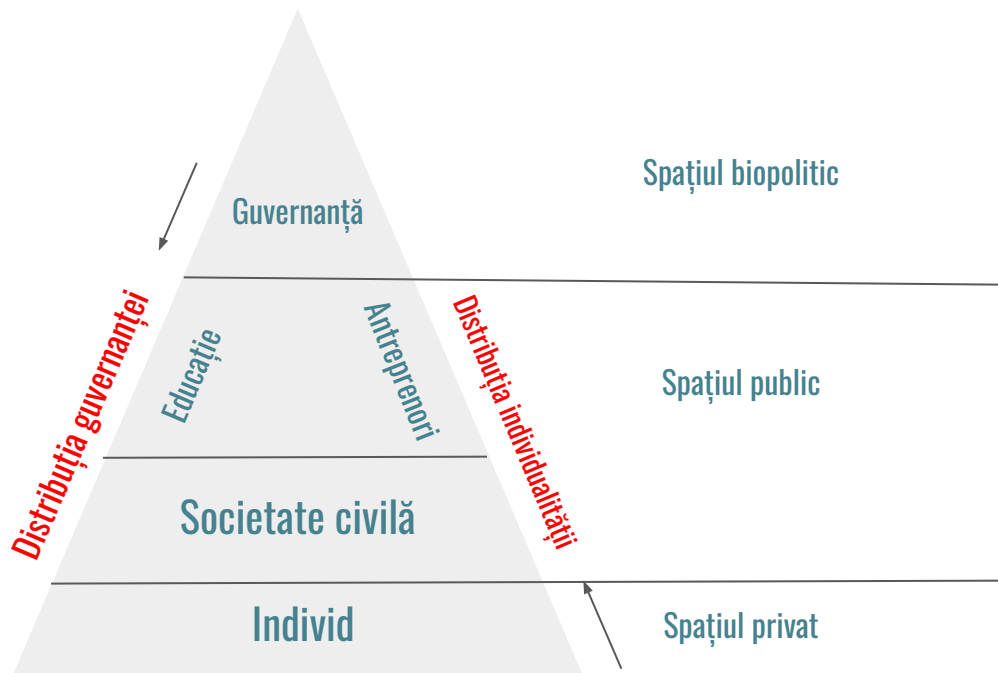 Spațiul biopolitic
Guvernanță
Distribuția guvernanței
Educație
Antreprenori
Distribuția individualității
Spațiul public
Societate civilă
Individ
Spațiul privat